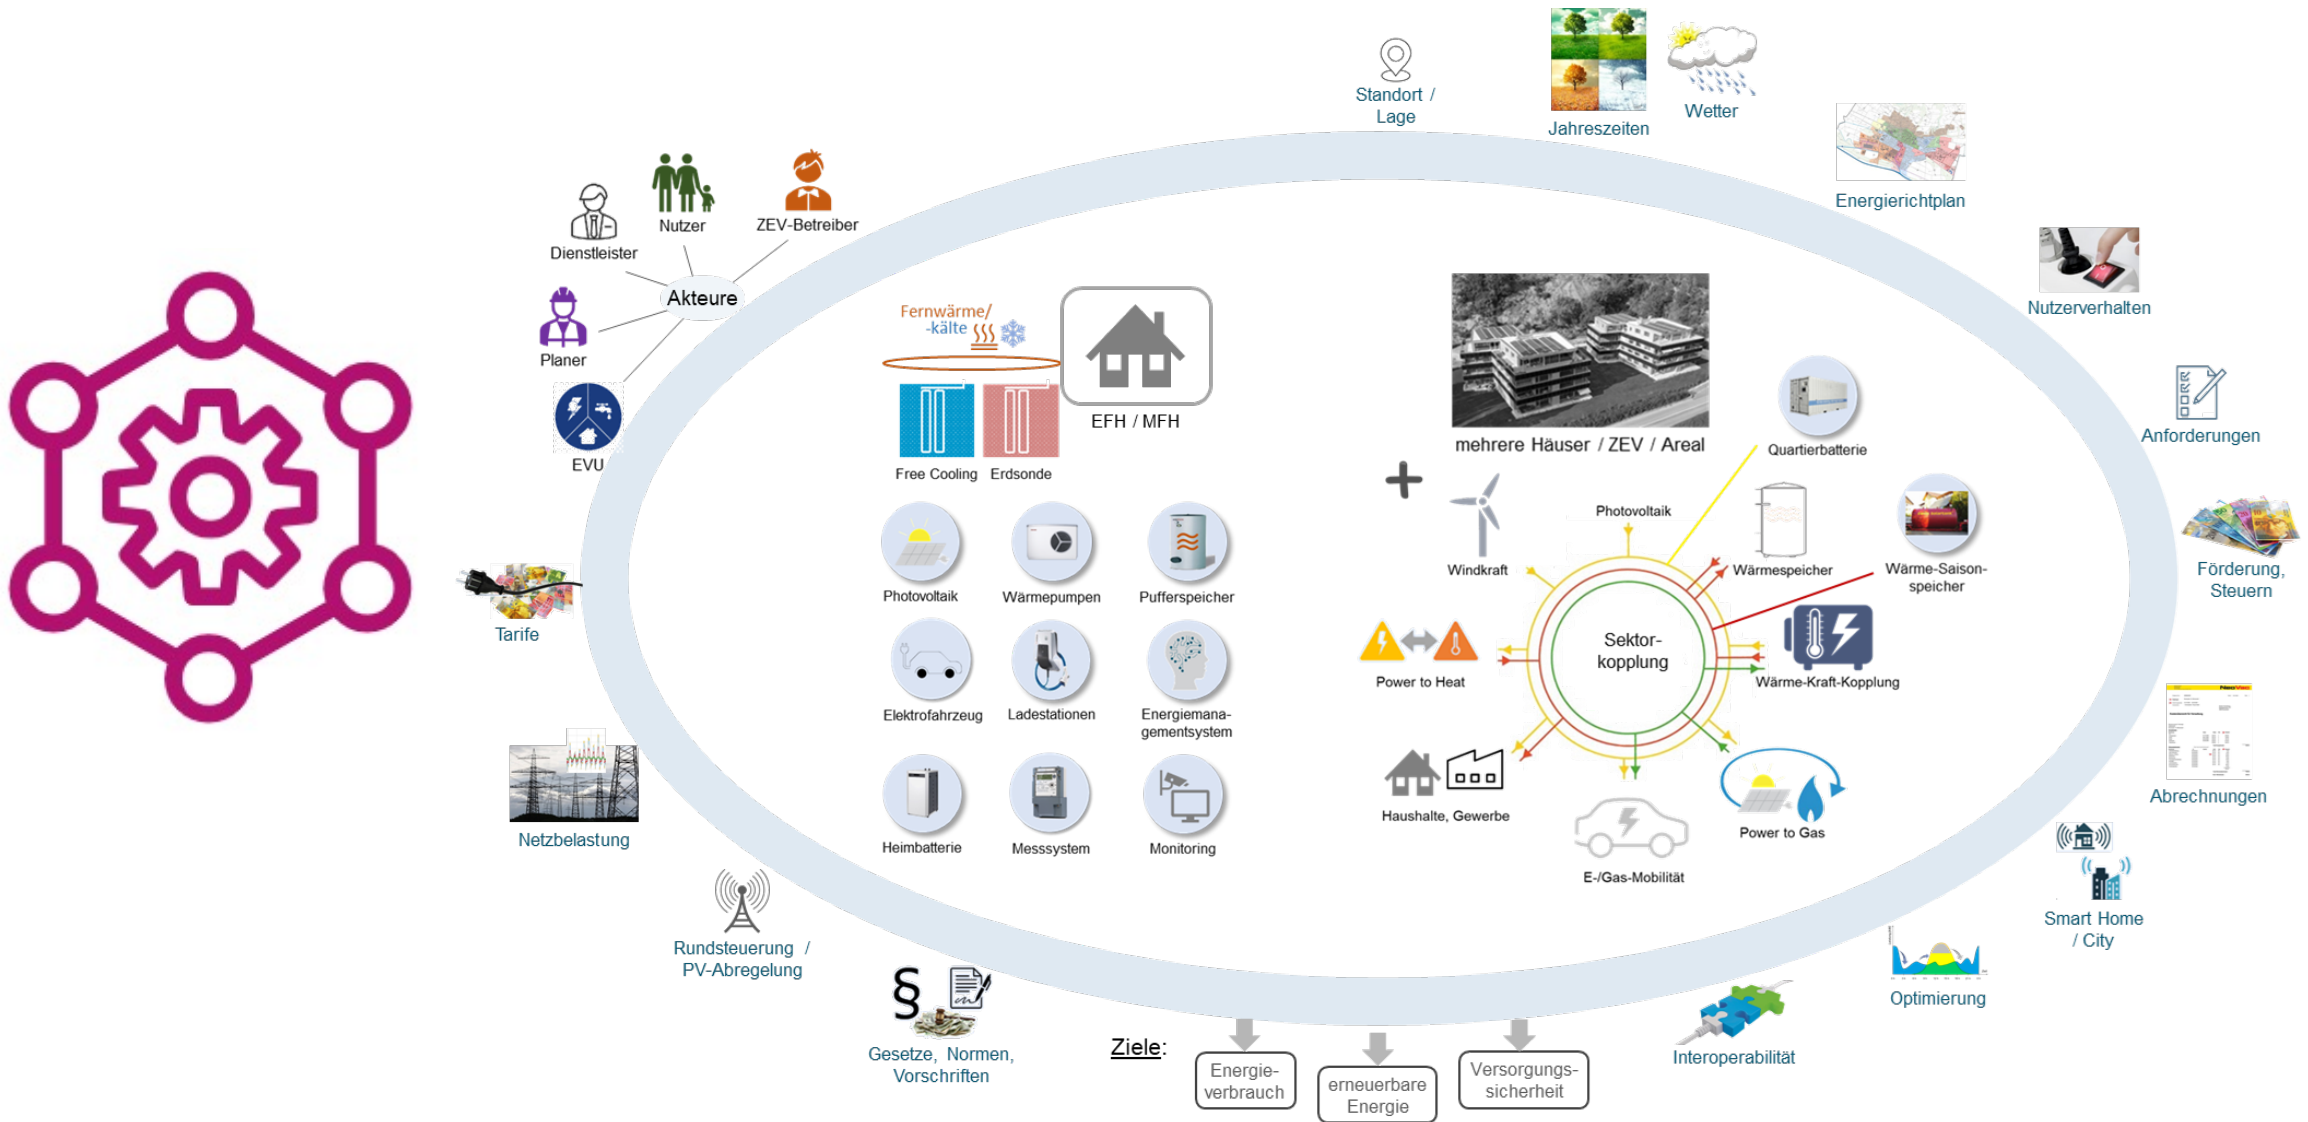 Standort /
Lage
Jahreszeiten
Wetter
Energierichtplan
Nutzerverhalten
Anforderungen
Förderung,
Steuern
Abrechnungen
Smart Home
/ City
Optimierung
Interoperabilität
Dienstleister
Nutzer
ZEV-Betreiber
Akteure
Planer
EVU
Tarife
Netzbelastung
Rundsteuerung /
PV-Abregelung
§
Gesetze, Normen,
Vorschriften
Fernwärme/
-kälte
EFH / MFH
Free Cooling
Erdsonde
Photovoltaik
Wärmepumpen
Pufferspeicher
Elektrofahrzeug
Ladestationen
Energiemana-
gementsystem
Heimbatterie
Messsystem
Monitoring
mehrere Häuser / ZEV / Areal
Quartierbatterie
Windkraft
Photovoltaik
Wärmespeicher
Wärme-Saison-
speicher
Sektor-
kopplung
Power to Heat
Wärme-Kraft-Kopplung
Haushalte, Gewerbe
E-/Gas-Mobilität
Power to Gas
Ziele:
Energie-
verbrauch
erneuerbare
Energie
Versorgungs-
sicherheit